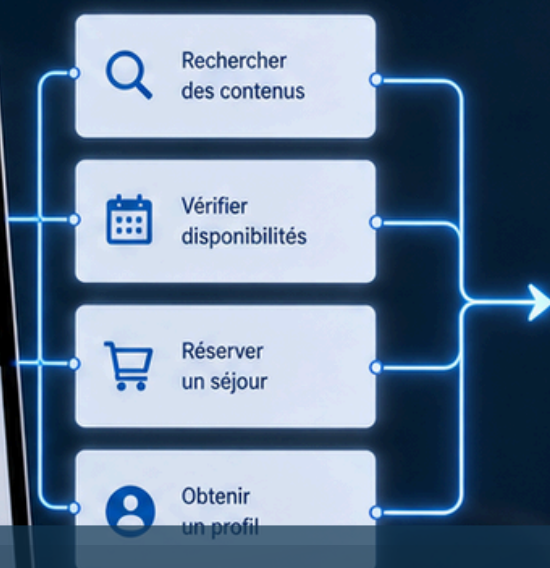 Rechercher
des contenus
Vérifier
disponibilités
Réserver
un séjour
Obtenir
un profil